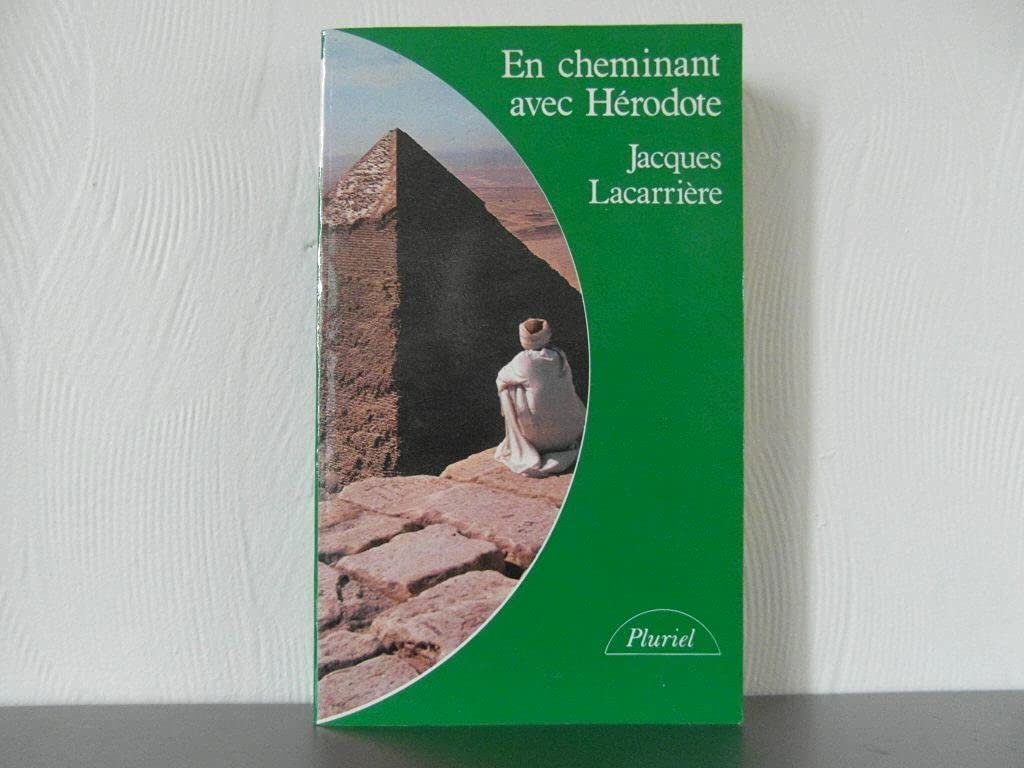 En cheminant
avec Hérodote
Jacques
Lacarrière
Pluriel